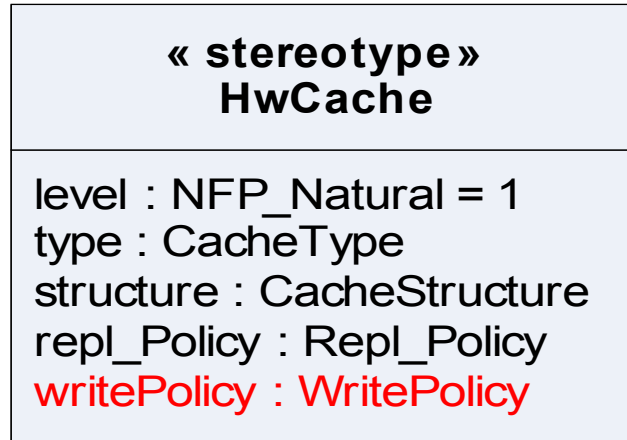 « stereotype»
HwCache
level : NFP_Natural = 1
type : CacheType
structure : CacheStructure
repl_Policy : Repl_Policy
writePolicy : WritePolicy